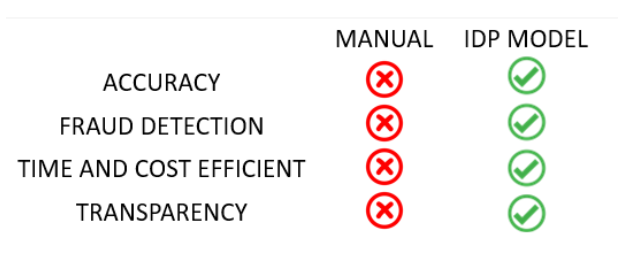 MANUAL IDP MODEL
ACCURACY
FRAUD DETECTION
TIME AND COST EFFICIENT
TRANSPARENCY